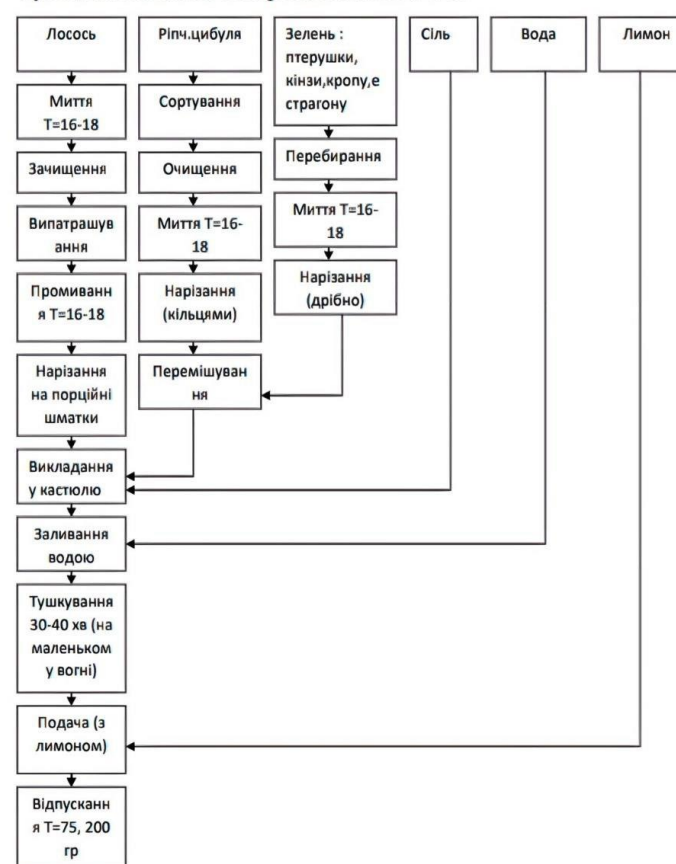 Лосось
Миття
Т=16-18
Зачищення
Випатрашув
ання
Промиванн
я Т=16-18
Нарізання
на порційні
шматки
Викладання
у кастюлю
Заливання
водою
Тушкування
30-40 хв (на
маленьком
у вогні)
Подача (з
лимоном)
Відпусканн
я Т=75, 200
гр
Ріпч.цибуля
Сортування
Очищення
Миття Т=16-
18
Нарізання
(кільцями)
Перемішуван
ня
Зелень :
птерушки,
кінзи,кропу,е
страгону
Перебирання
Миття Т=16-
18
Нарізання
(дрібно)
Сіль
Вода
Лимон